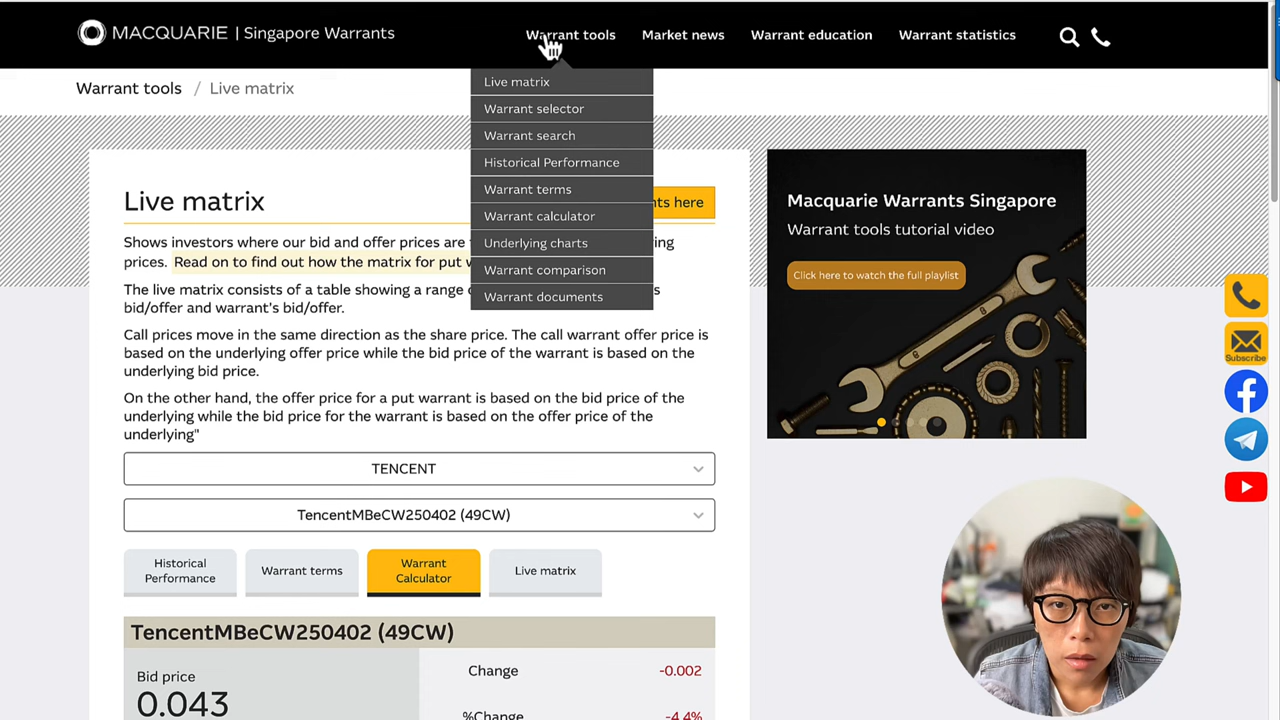 MACQUARIE | Singapore Warrants
Warrant tools
Market news
Warrant education
Warrant statistics
Warrant tools / Live matrix
Live matrix
Warrant selector
Warrant search
Historical Performance
Warrant terms
Warrant calculator
Underlying charts
Warrant comparison
Warrant documents
Live matrix
here
Shows investors where our bid and offer prices are
prices. Read on to find out how the matrix for put
The live matrix consists of a table showing a range
bid/offer and warrant's bid/offer.
Call prices move in the same direction as the share price. The call warrant offer price is
based on the underlying offer price while the bid price of the warrant is based on the
underlying bid price.
On the other hand, the offer price for a put warrant is based on the bid price of the
underlying while the bid price for the warrant is based on the offer price of the
underlying"
TENCENT
TencentMBeCW250402 (49CW)
Historical
Performance
Warrant terms
Warrant
Calculator
Live matrix
TencentMBeCW250402 (49CW)
Bid price
0.043
Change -0.002
%Change -4.4%
Macquarie Warrants Singapore
Warrant tools tutorial video
Click here to watch the full playlist
Subscribe